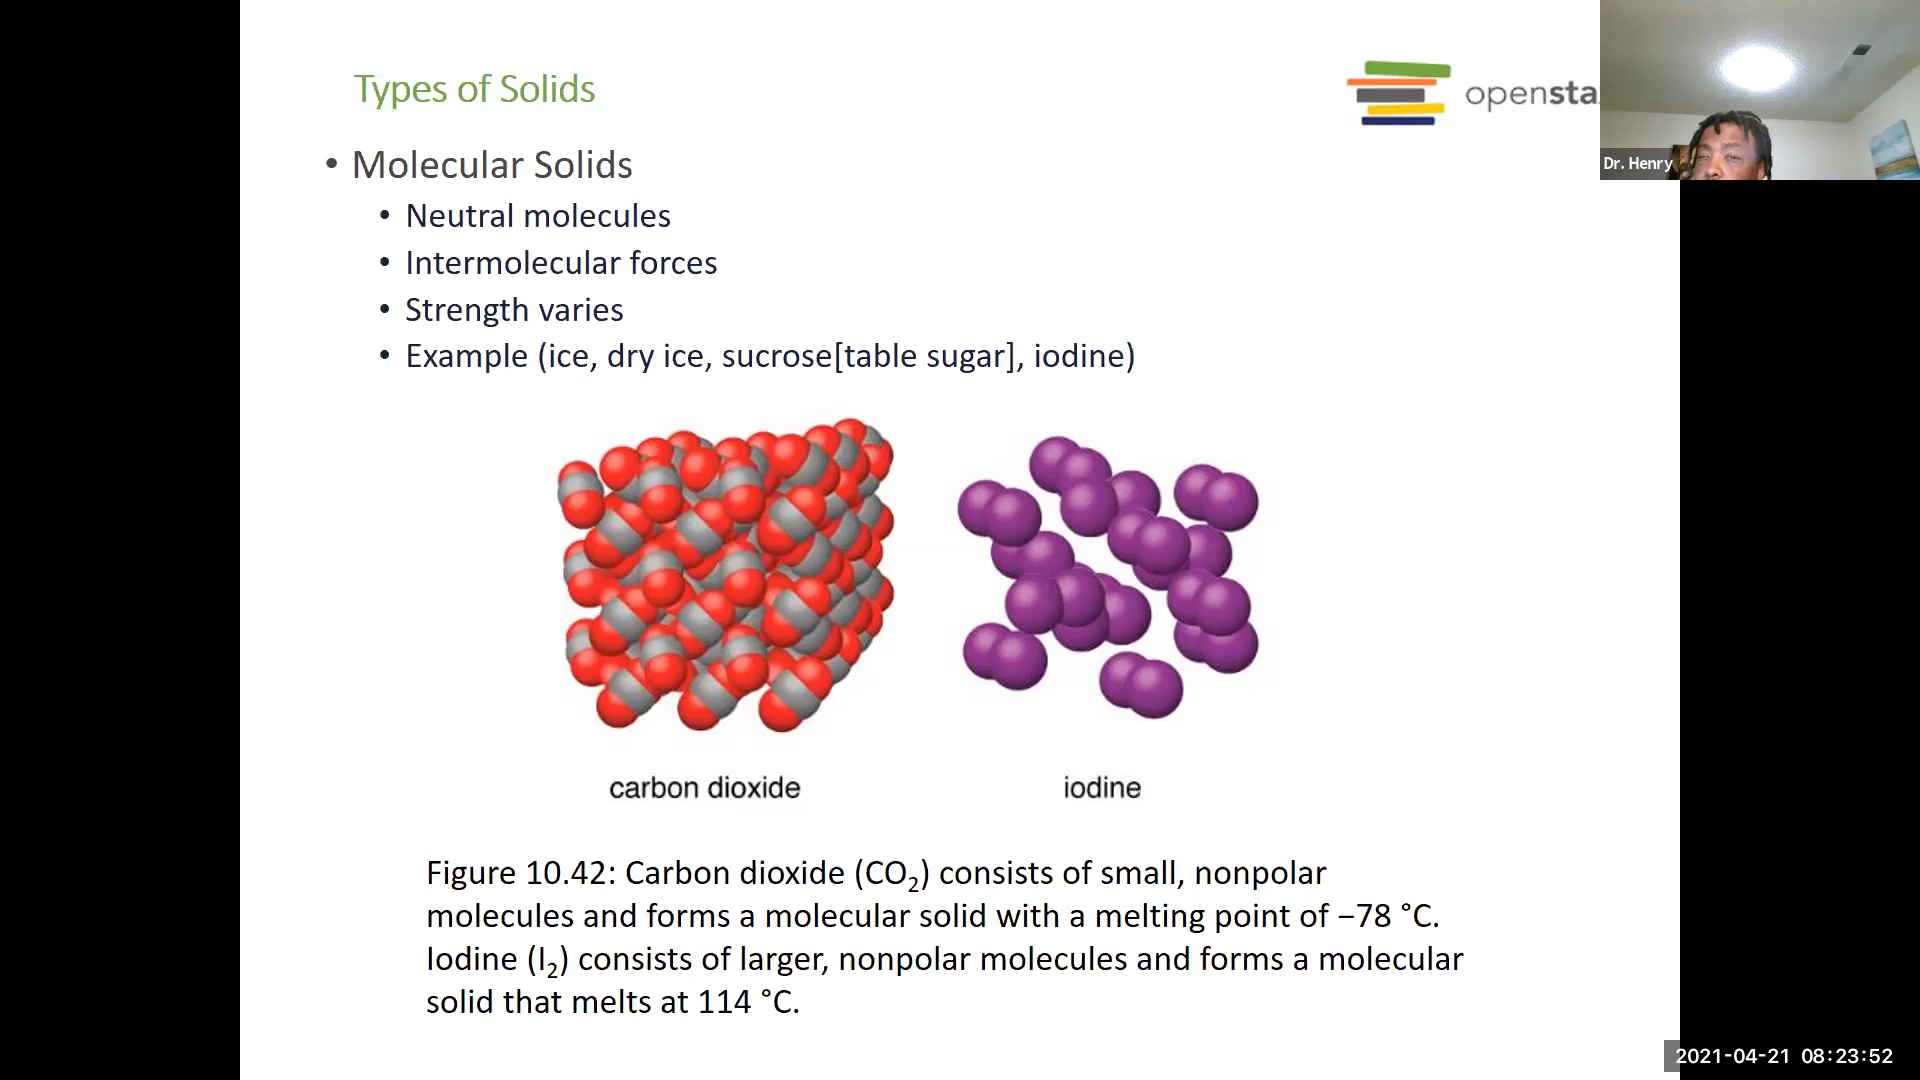 Types of Solids
opensta
Dr. Henry
• Molecular Solids
• Neutral molecules
• Intermolecular forces
• Strength varies
• Example (ice, dry ice, sucrose[table sugar], iodine)
carbon dioxide
iodine
Figure 10.42: Carbon dioxide (CO₂) consists of small, nonpolar
molecules and forms a molecular solid with a melting point of −78 °C.
Iodine (I₂) consists of larger, nonpolar molecules and forms a molecular
solid that melts at 114 °C.
2021-04-21 08:23:52